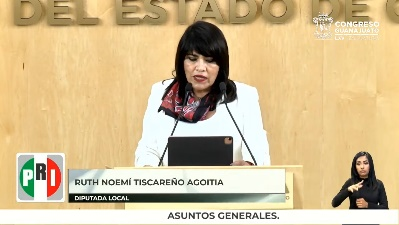 DEL ESTADO DE G
CONGRESO
GUANAJUATO
PRI
RUTH NOEMÍ TISCAREÑO AGOITIA
DIPUTADA LOCAL
ASUNTOS GENERALES.